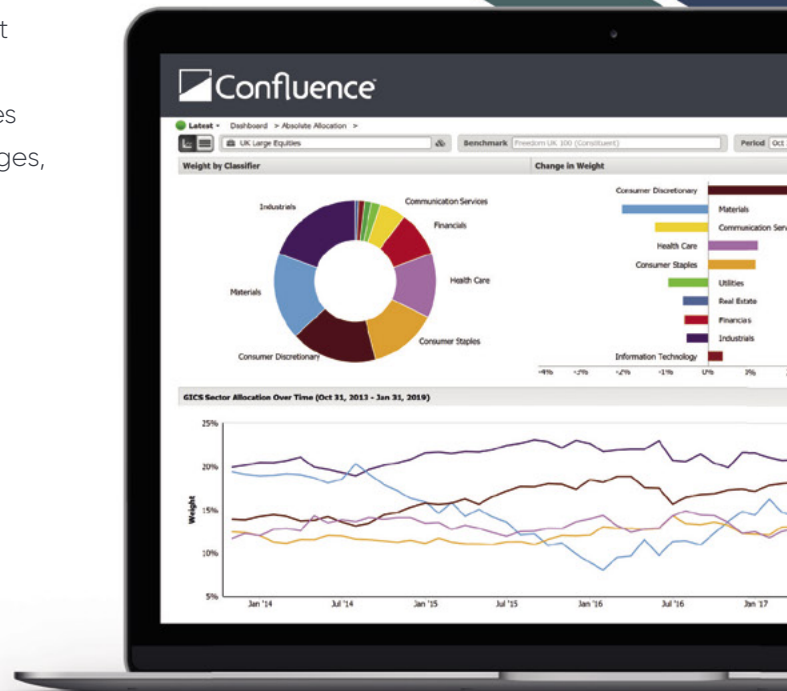 t
es
ges,
Confluence
Latest Dashboard > Absolute Allocation >
UK Large Equities Benchmark Freedom UK 100 (Constituent) Period Oct
Weight by Classifier Change in Weight
Industrials
Communication Services
Financials
Health Care
Consumer Staples
Consumer Discretionary
Materials
Consumer Discretionary
Materials
Communication Serv
Health Care
Consumer Staples
Utilities
Real Estate
Financials
Industrials
Information Technology
-4% -3% -2% -1% 0% 1%
GICS Sector Allocation Over Time (Oct 31, 2013 - Jan 31, 2019)
Weight
25%
20%
15%
10%
5%
Jan '14 Jul '14 Jan '15 Jul '15 Jan '16 Jul '16 Jan '17